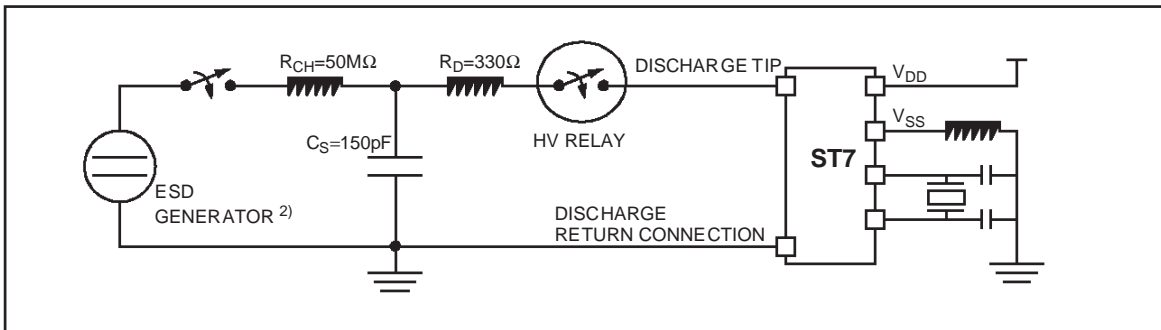 R_CH=50MΩ
R_D=330Ω
DISCHARGE TIP
V_DD
HV RELAY
V_SS
C_S=150pF
ST7
ESD
GENERATOR 2)
DISCHARGE
RETURN CONNECTION